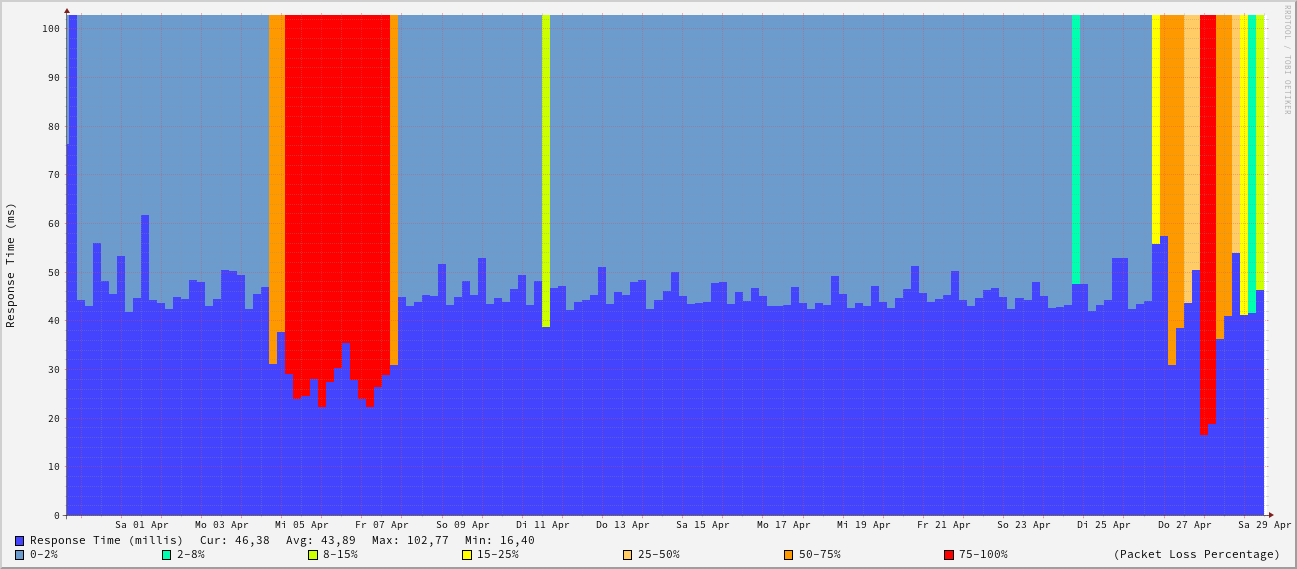 RRDTOOL / TOBI OETIKER
Response Time (ms)
100
90
80
70
60
50
40
30
20
10
0
Sa 01 Apr Mo 03 Apr Mi 05 Apr Fr 07 Apr So 09 Apr Di 11 Apr Do 13 Apr Sa 15 Apr Mo 17 Apr Mi 19 Apr Fr 21 Apr So 23 Apr Di 25 Apr Do 27 Apr Sa 29 Apr
Response Time (millis) Cur: 46,38 Avg: 43,89 Max: 102,77 Min: 16,40
0-2% 2-8% 8-15% 15-25% 25-50% 50-75% 75-100% (Packet Loss Percentage)